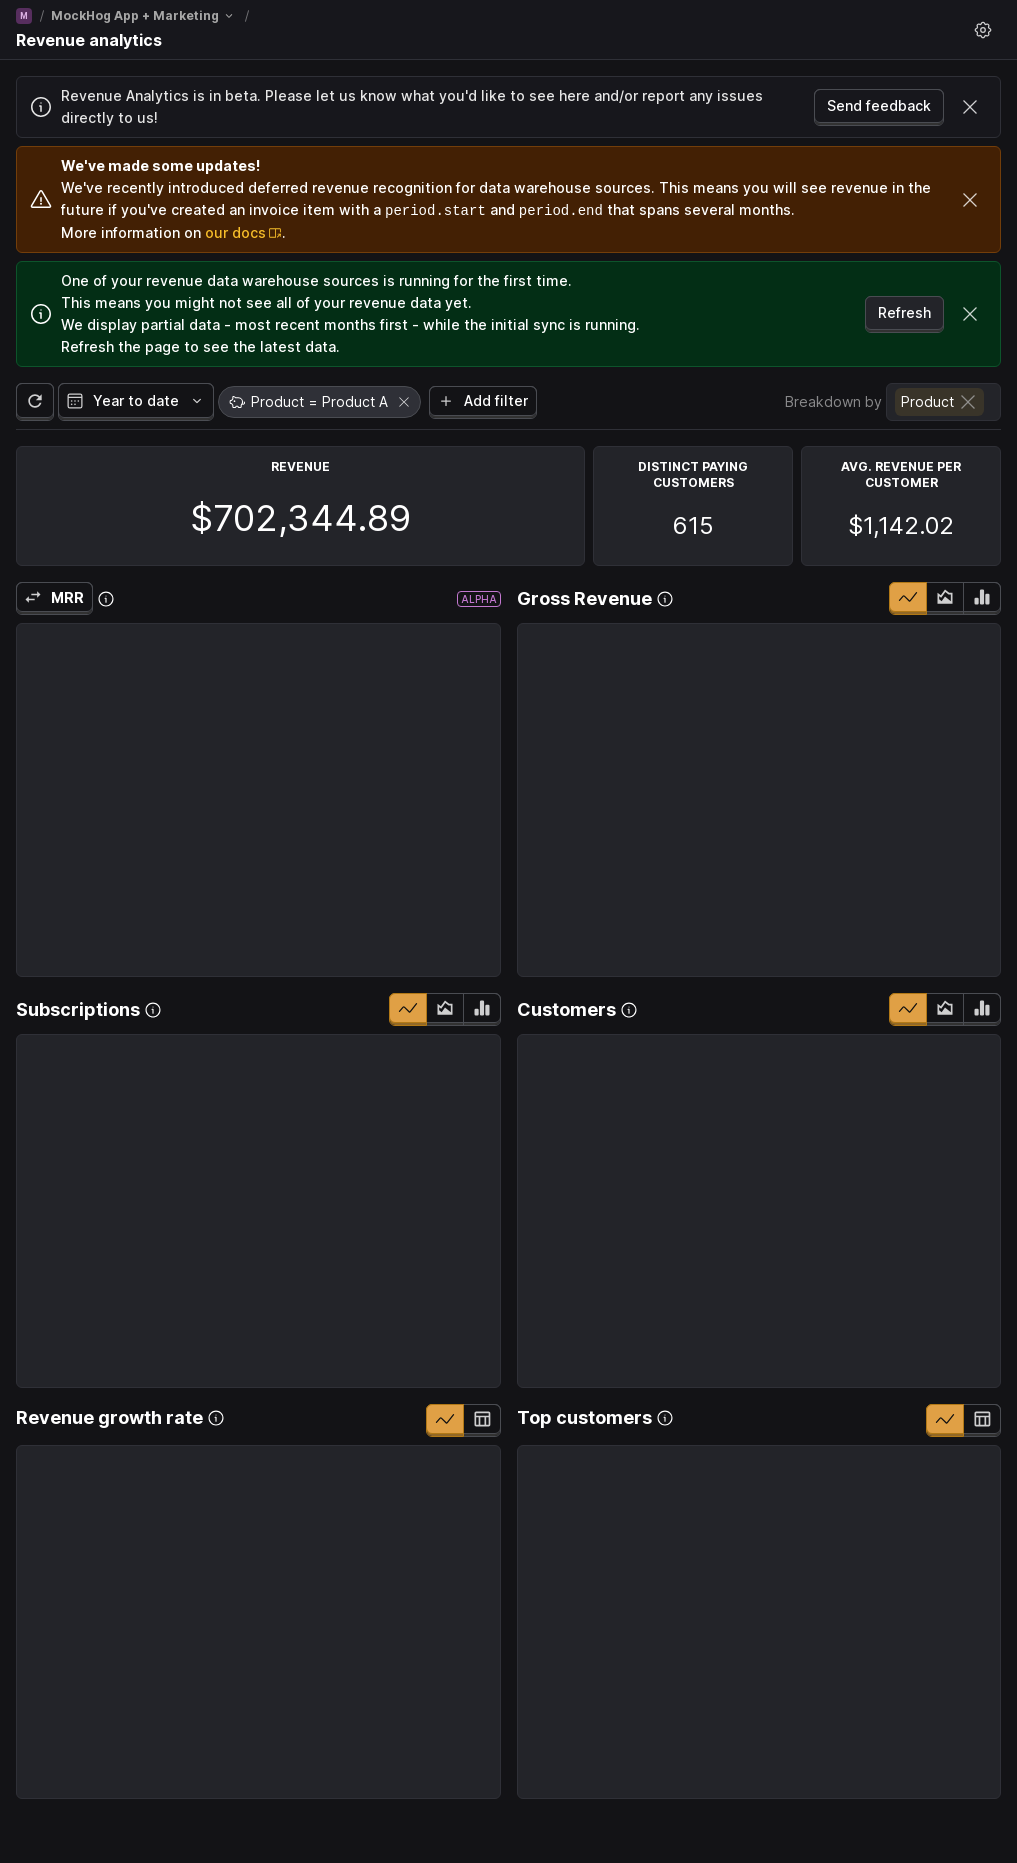 M / MockHog App + Marketing /
Revenue analytics
Revenue Analytics is in beta. Please let us know what you'd like to see here and/or report any issues
directly to us!
Send feedback
We've made some updates!
We've recently introduced deferred revenue recognition for data warehouse sources. This means you will see revenue in the
future if you've created an invoice item with a period.start and period.end that spans several months.
More information on our docs.
One of your revenue data warehouse sources is running for the first time.
This means you might not see all of your revenue data yet.
We display partial data - most recent months first - while the initial sync is running.
Refresh the page to see the latest data.
Refresh
Year to date
Product = Product A
Add filter
Breakdown by Product
REVENUE
$702,344.89
DISTINCT PAYING
CUSTOMERS
615
AVG. REVENUE PER
CUSTOMER
$1,142.02
MRR
ALPHA
Gross Revenue
Subscriptions
Customers
Revenue growth rate
Top customers